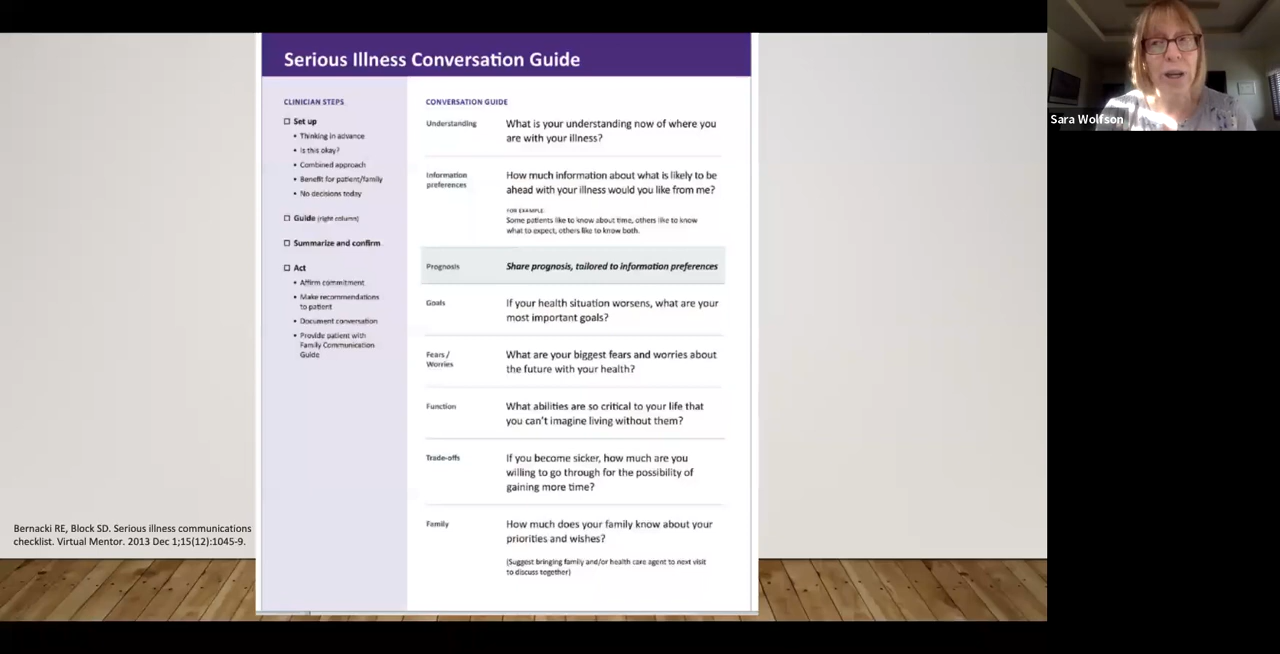 Serious Illness Conversation Guide
CLINICIAN STEPS
☐ Set up
• Thinking in advance
• Is this okay?
• Combined approach
• Benefit for patient/family
• No decisions today
☐ Guide (right column)
☐ Summarize and confirm
☐ Act
• Affirm commitment
• Make recommendations
to patient
• Document conversation
• Provide patient with
Family Communication
Guide
CONVERSATION GUIDE
Understanding
What is your understanding now of where you
are with your illness?
Information
preferences
How much information about what is likely to be
ahead with your illness would you like from me?
FOR EXAMPLE:
Some patients like to know about time, others like to know
what to expect, others like to know both.
Prognosis
Share prognosis, tailored to information preferences
Goals
If your health situation worsens, what are your
most important goals?
Fears /
Worries
What are your biggest fears and worries about
the future with your health?
Function
What abilities are so critical to your life that
you can't imagine living without them?
Trade-offs
If you become sicker, how much are you
willing to go through for the possibility of
gaining more time?
Family
How much does your family know about your
priorities and wishes?
(Suggest bringing family and/or health care agent to next visit
to discuss together)
Bernacki RE, Block SD. Serious illness communications
checklist. Virtual Mentor. 2013 Dec 1;15(12):1045-9.
Sara Wolfson